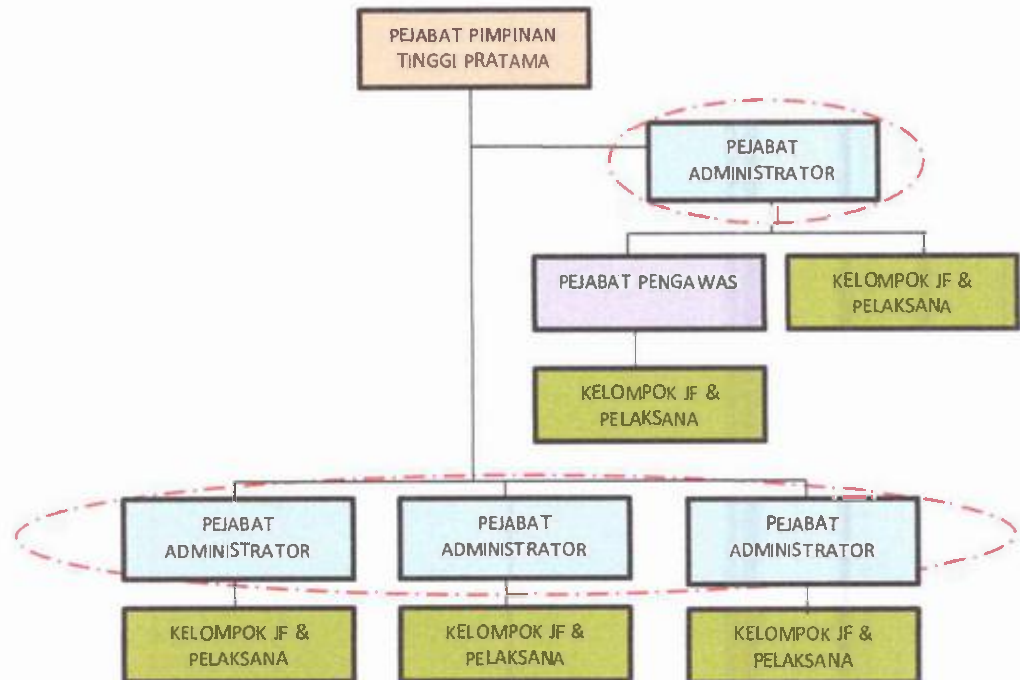 PEJABAT PIMPINAN
TINGGI PRATAMA
PEJABAT
ADMINISTRATOR
PEJABAT PENGAWAS
KELOMPOK JF &
PELAKSANA
KELOMPOK JF &
PELAKSANA
PEJABAT
ADMINISTRATOR
PEJABAT
ADMINISTRATOR
PEJABAT
ADMINISTRATOR
KELOMPOK JF &
PELAKSANA
KELOMPOK JF &
PELAKSANA
KELOMPOK JF &
PELAKSANA